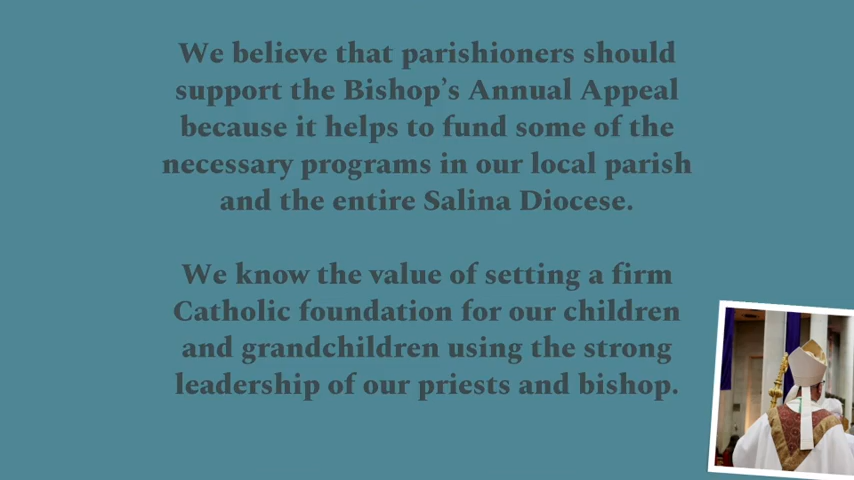 We believe that parishioners should
support the Bishop's Annual Appeal
because it helps to fund some of the
necessary programs in our local parish
and the entire Salina Diocese.
We know the value of setting a firm
Catholic foundation for our children
and grandchildren using the strong
leadership of our priests and bishop.